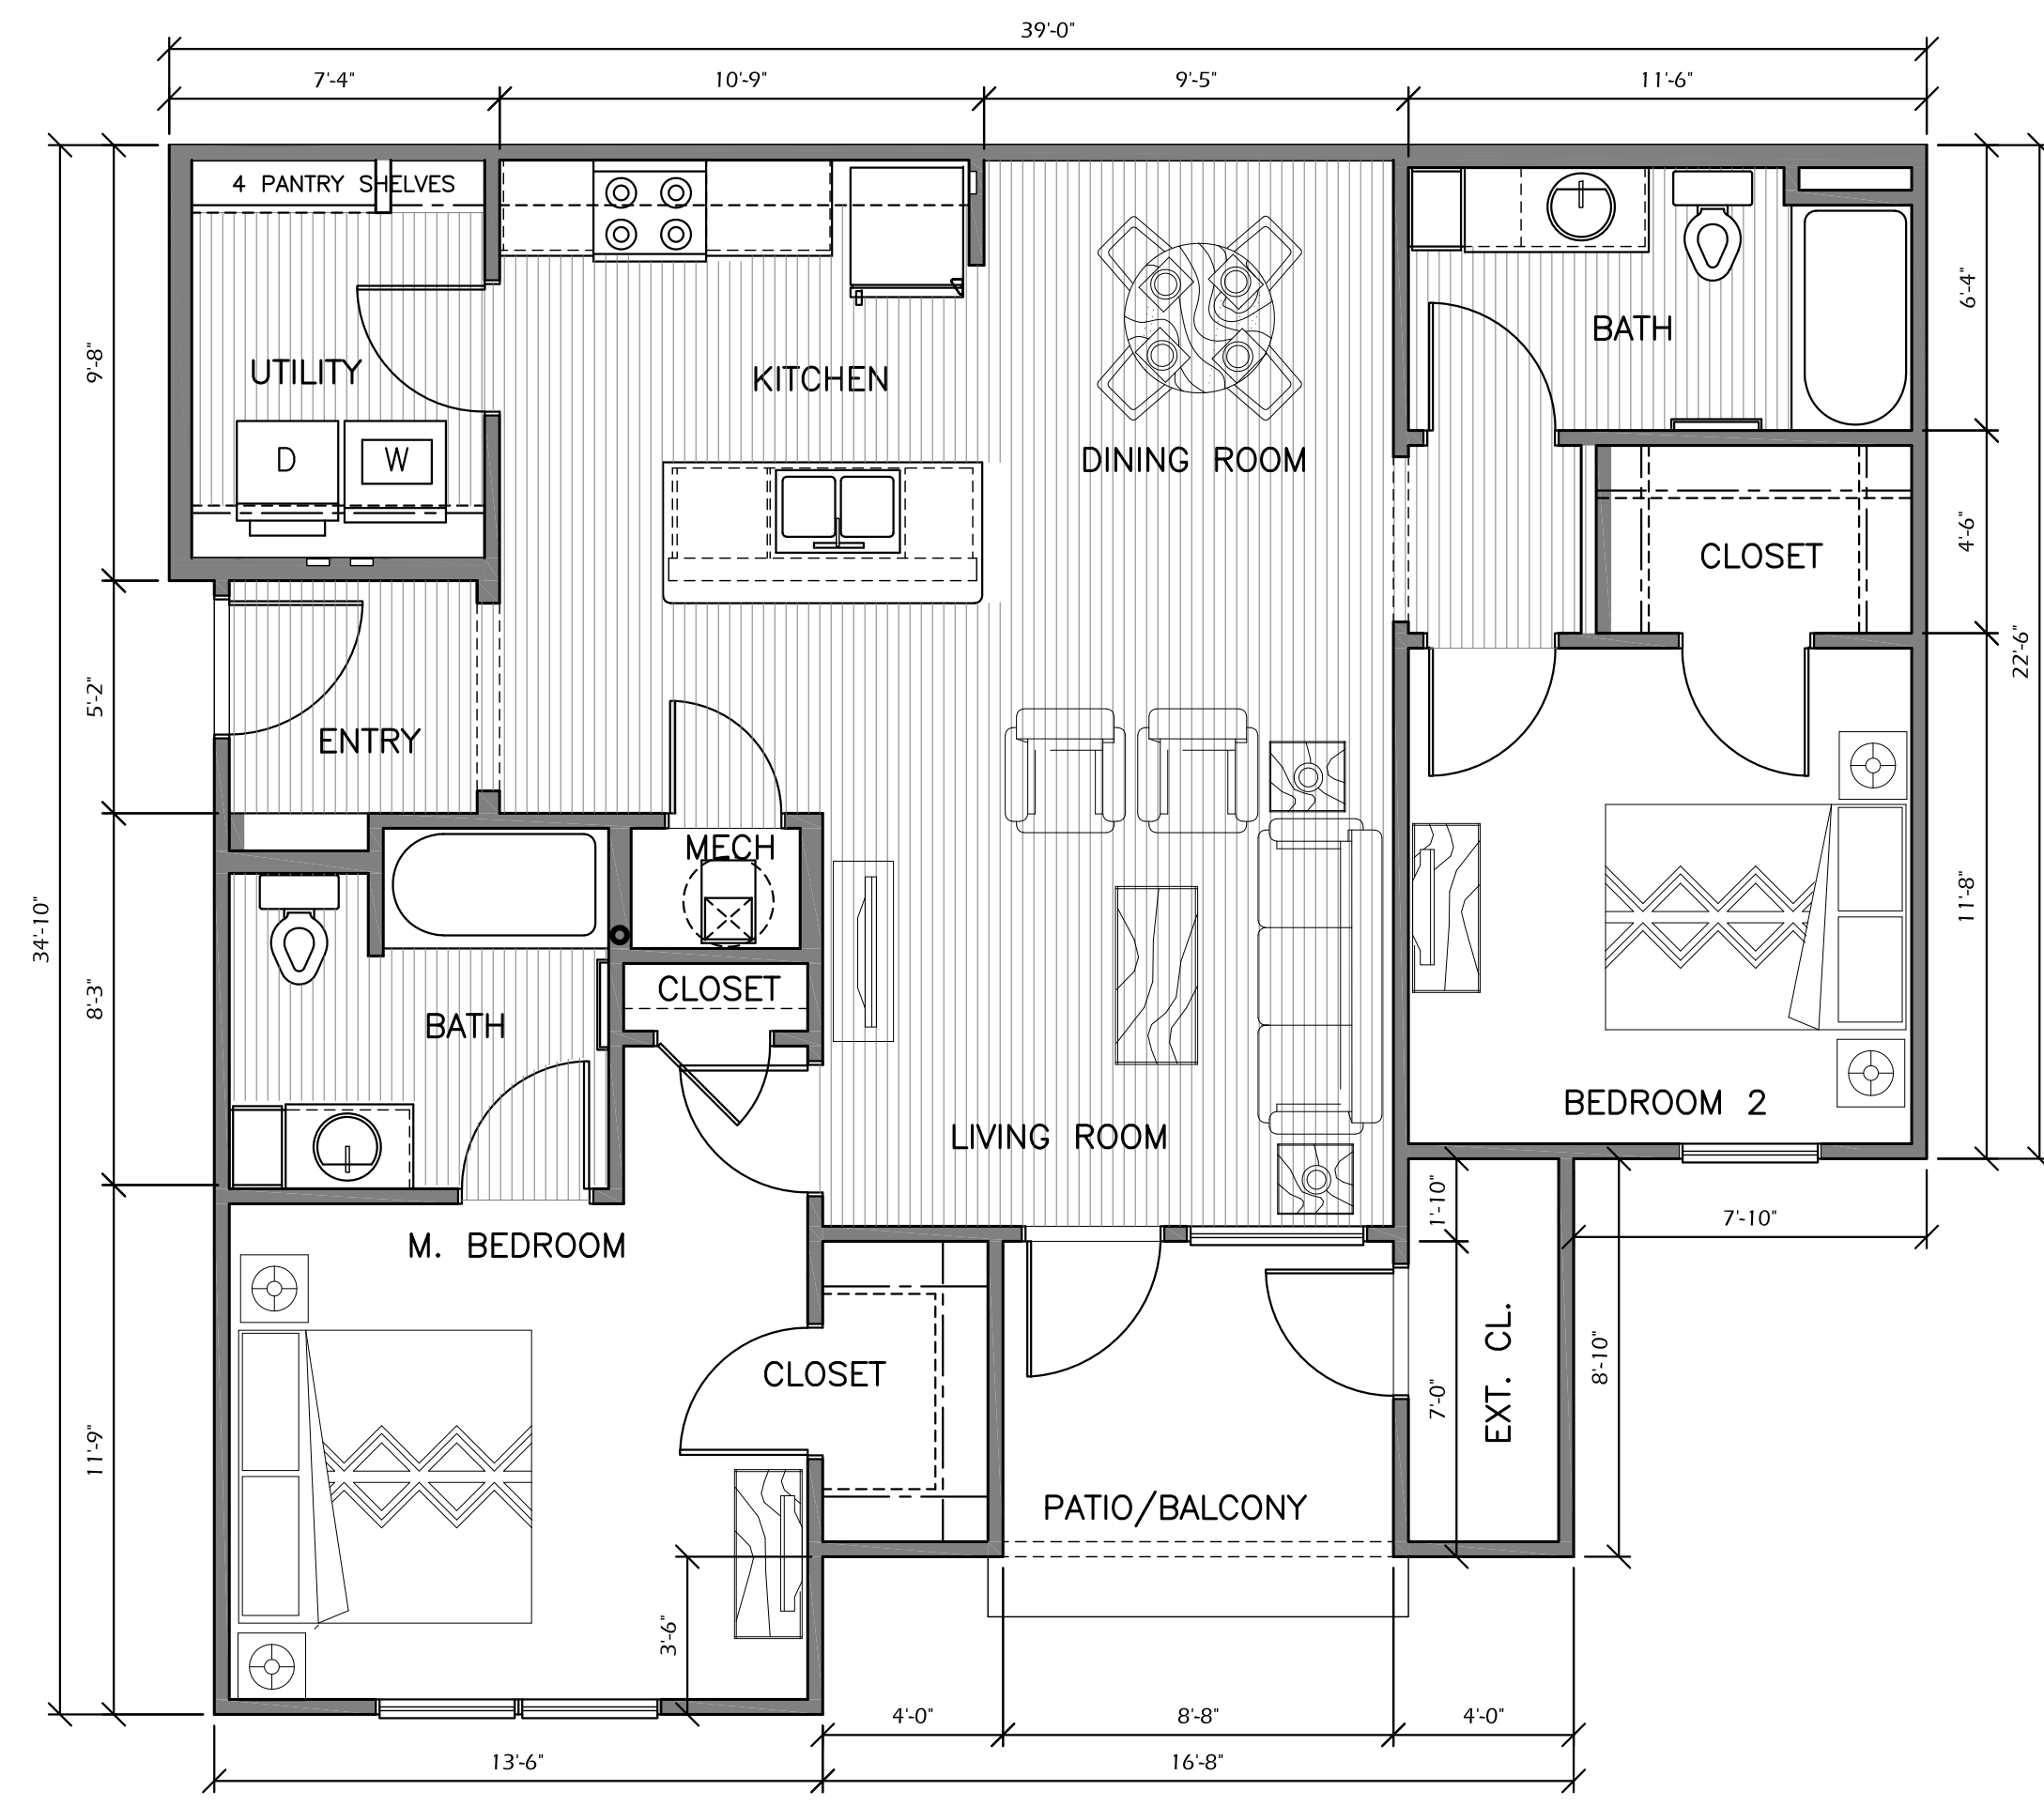 39'-0"
7'-4"
10'-9"
9'-5"
11'-6"
4 PANTRY SHELVES
6'-4"
BATH
9'-8"
UTILITY
KITCHEN
D
W
DINING ROOM
4'-6"
CLOSET
22'-6"
5'-2"
ENTRY
MECH
34'-10"
11'-8"
8'-3"
CLOSET
BATH
BEDROOM 2
LIVING ROOM
1'-10"
7'-10"
M. BEDROOM
EXT. CL.
8'-10"
CLOSET
7'-0"
11'-9"
PATIO/BALCONY
3'-6"
4'-0"
8'-8"
4'-0"
13'-6"
16'-8"